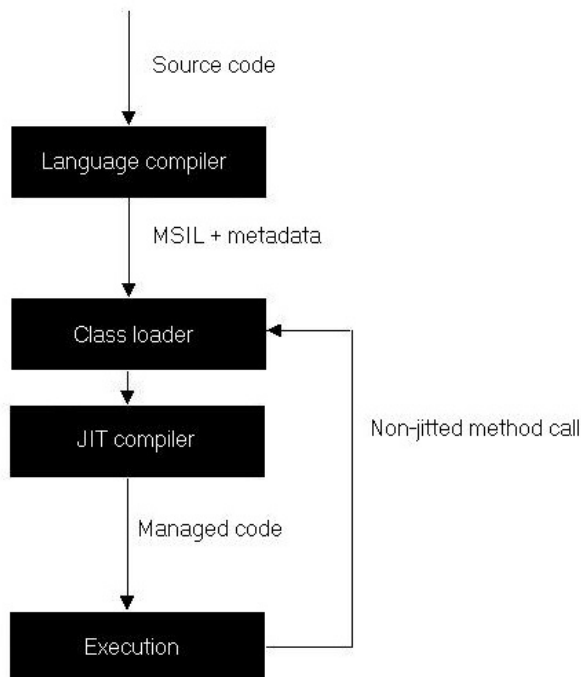 Source code
Language compiler
MSIL + metadata
Class loader
JIT compiler
Non-jitted method call
Managed code
Execution